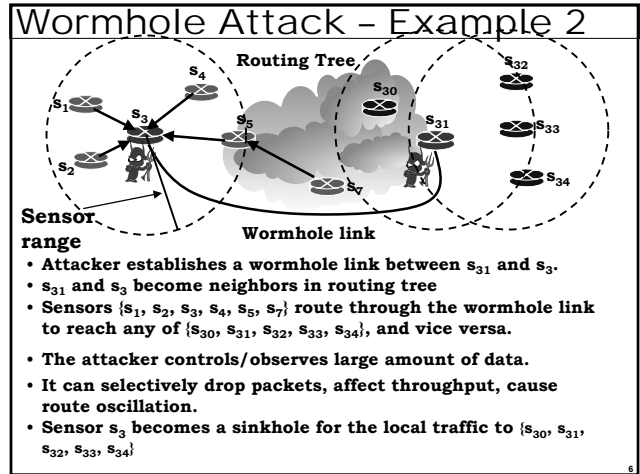 Wormhole Attack – Example 2
Routing Tree
s32
s4
s30
s1
s3
s31
s5
s33
s2
s34
s7
Sensor
range
Wormhole link
• Attacker establishes a wormhole link between s31 and s3.
• s31 and s3 become neighbors in routing tree
• Sensors {s1, s2, s3, s4, s5, s7} route through the wormhole link
to reach any of {s30, s31, s32, s33, s34}, and vice versa.
• The attacker controls/observes large amount of data.
• It can selectively drop packets, affect throughput, cause
route oscillation.
• Sensor s3 becomes a sinkhole for the local traffic to {s30, s31,
s32, s33, s34}
6